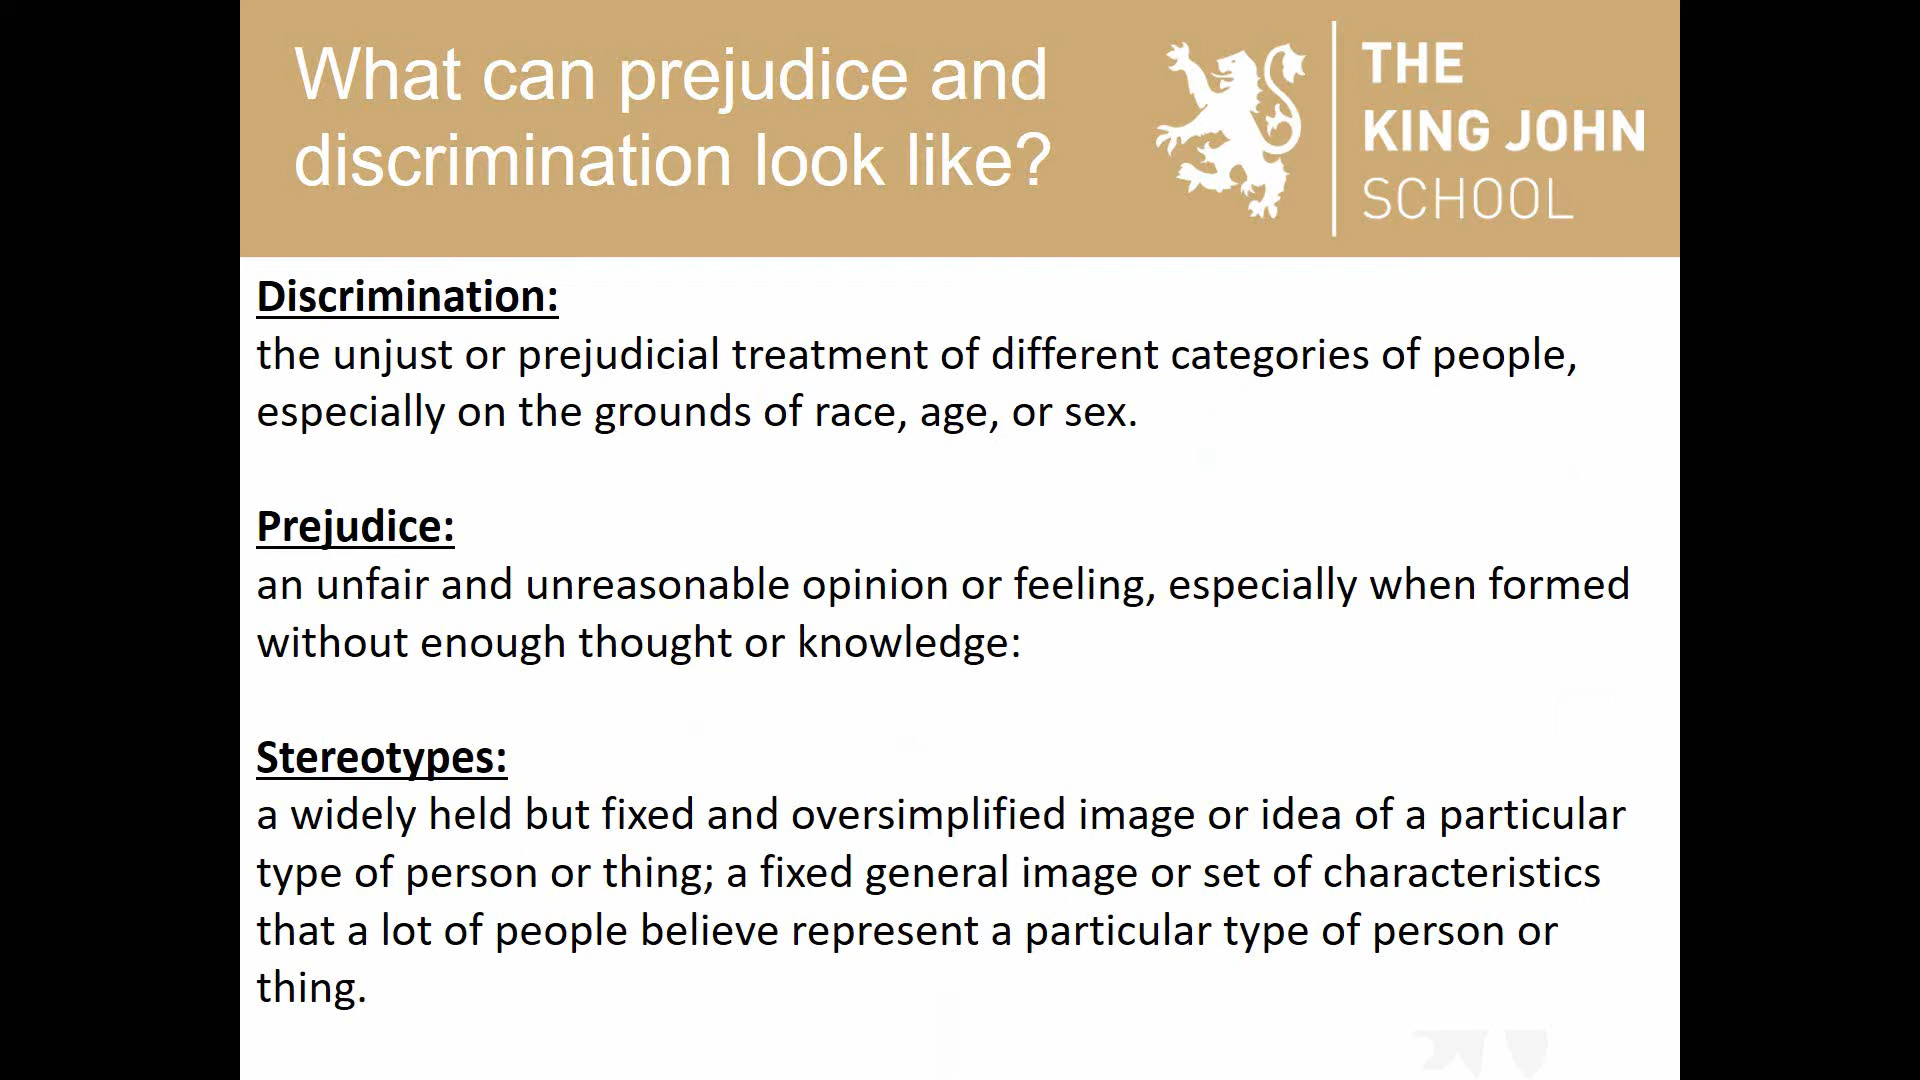 What can prejudice and
discrimination look like?
THE
KING JOHN
SCHOOL
Discrimination:
the unjust or prejudicial treatment of different categories of people,
especially on the grounds of race, age, or sex.
Prejudice:
an unfair and unreasonable opinion or feeling, especially when formed
without enough thought or knowledge:
Stereotypes:
a widely held but fixed and oversimplified image or idea of a particular
type of person or thing; a fixed general image or set of characteristics
that a lot of people believe represent a particular type of person or
thing.